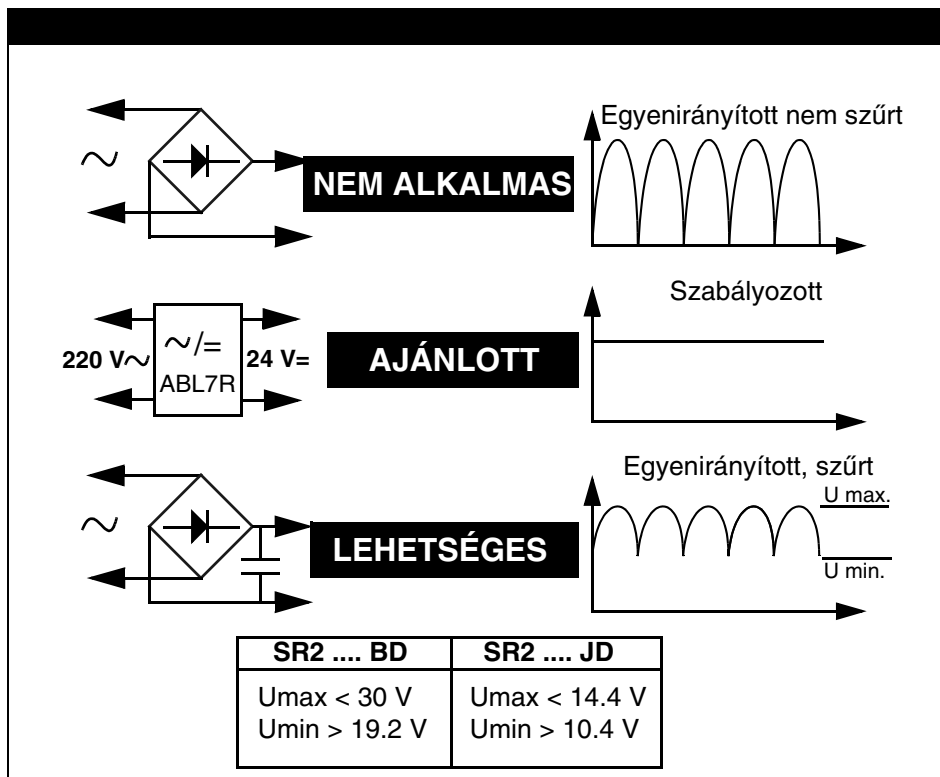 Egyenirányított nem szűrt
∼
NEM ALKALMAS
Szabályozott
220 V∼
∼/=
24 V=
ABL7R
AJÁNLOTT
Egyenirányított, szűrt
U max.
∼
LEHETSÉGES
U min.
SR2 .... BD
SR2 .... JD
Umax < 30 V
Umax < 14.4 V
Umin > 19.2 V
Umin > 10.4 V